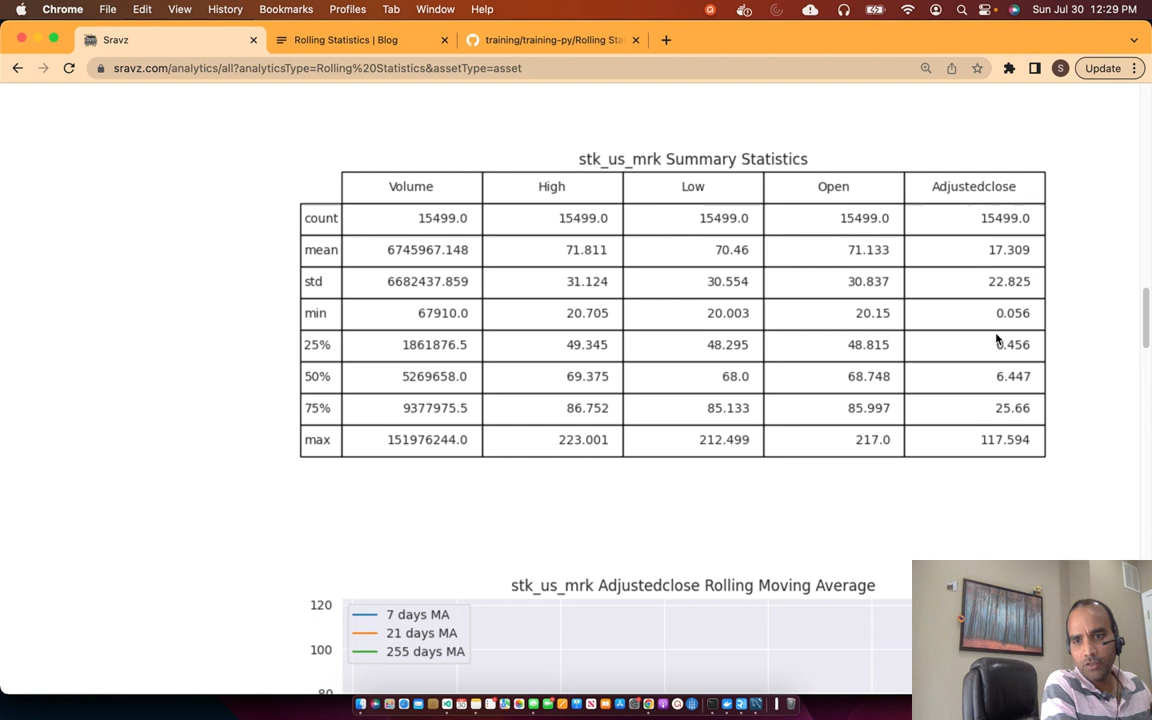 Chrome File Edit View History Bookmarks Profiles Tab Window Help Sun Jul 30 12:29 PM
Sravz Rolling Statistics | Blog training/training-py/Rolling Sta
sravz.com/analytics/all?analyticsType=Rolling%20Statistics&assetType=asset S Update
stk_us_mrk Summary Statistics
Volume High Low Open Adjustedclose
count 15499.0 15499.0 15499.0 15499.0 15499.0
mean 6745967.148 71.811 70.46 71.133 17.309
std 6682437.859 31.124 30.554 30.837 22.825
min 67910.0 20.705 20.003 20.15 0.056
25% 1861876.5 49.345 48.295 48.815 0.456
50% 5269658.0 69.375 68.0 68.748 6.447
75% 9377975.5 86.752 85.133 85.997 25.66
max 151976244.0 223.001 212.499 217.0 117.594
stk_us_mrk Adjustedclose Rolling Moving Average
120
7 days MA
21 days MA
100
255 days MA
80